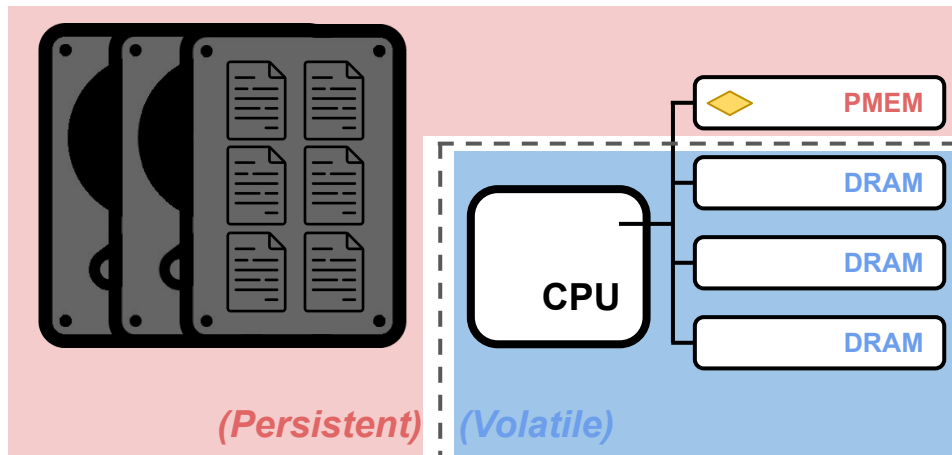 PMEM
DRAM
DRAM
CPU
DRAM
(Persistent)
(Volatile)